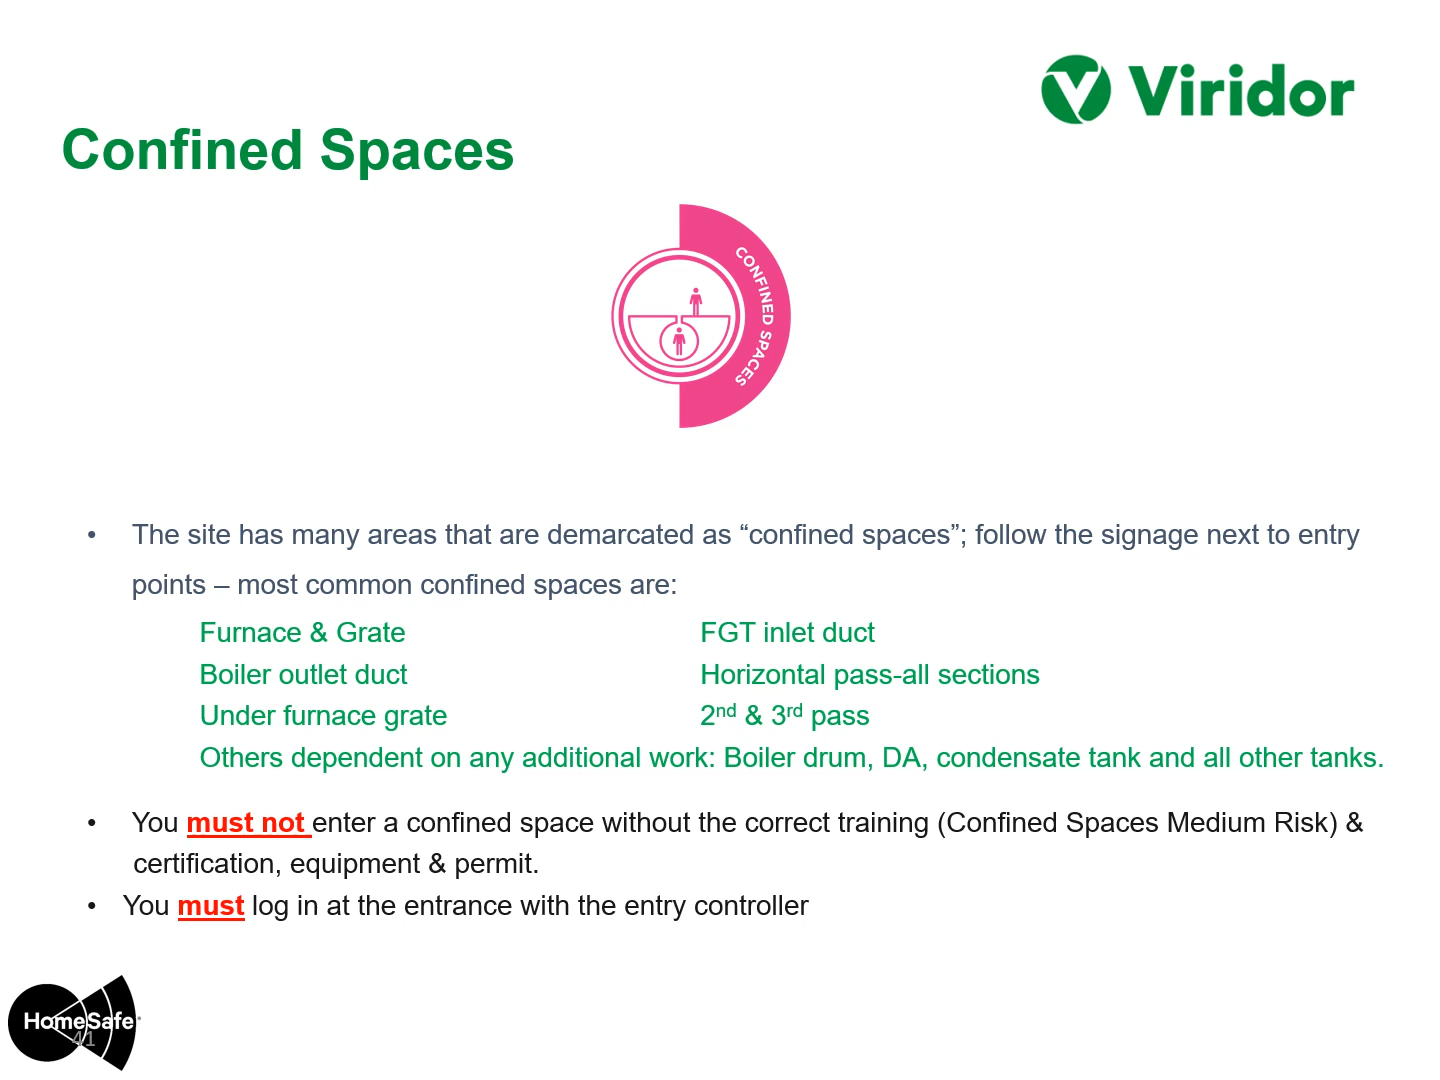 Viridor
Confined Spaces
CONFINED SPACES
• The site has many areas that are demarcated as “confined spaces”; follow the signage next to entry
points – most common confined spaces are:
Furnace & Grate FGT inlet duct
Boiler outlet duct Horizontal pass-all sections
Under furnace grate 2nd & 3rd pass
Others dependent on any additional work: Boiler drum, DA, condensate tank and all other tanks.
• You must not enter a confined space without the correct training (Confined Spaces Medium Risk) &
certification, equipment & permit.
• You must log in at the entrance with the entry controller
HomeSafe
41